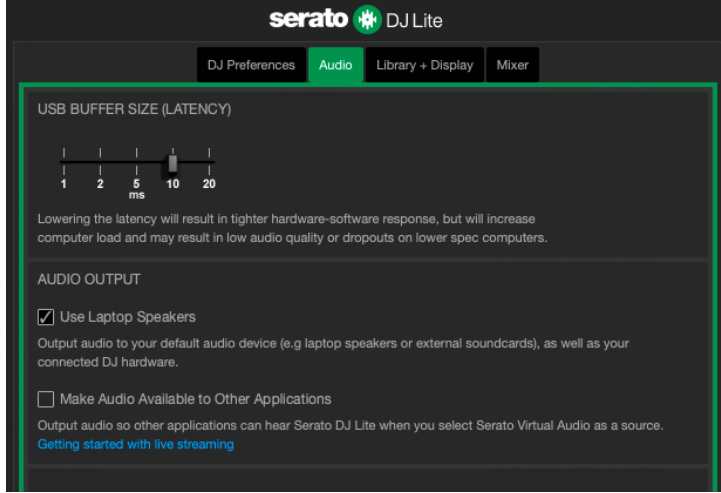 serato DJ Lite
DJ Preferences Audio Library + Display Mixer
USB BUFFER SIZE (LATENCY)
1 2 5 10 20
ms
Lowering the latency will result in tighter hardware-software response, but will increase
computer load and may result in low audio quality or dropouts on lower spec computers.
AUDIO OUTPUT
Use Laptop Speakers
Output audio to your default audio device (e.g laptop speakers or external soundcards), as well as your
connected DJ hardware.
Make Audio Available to Other Applications
Output audio so other applications can hear Serato DJ Lite when you select Serato Virtual Audio as a source.
Getting started with live streaming